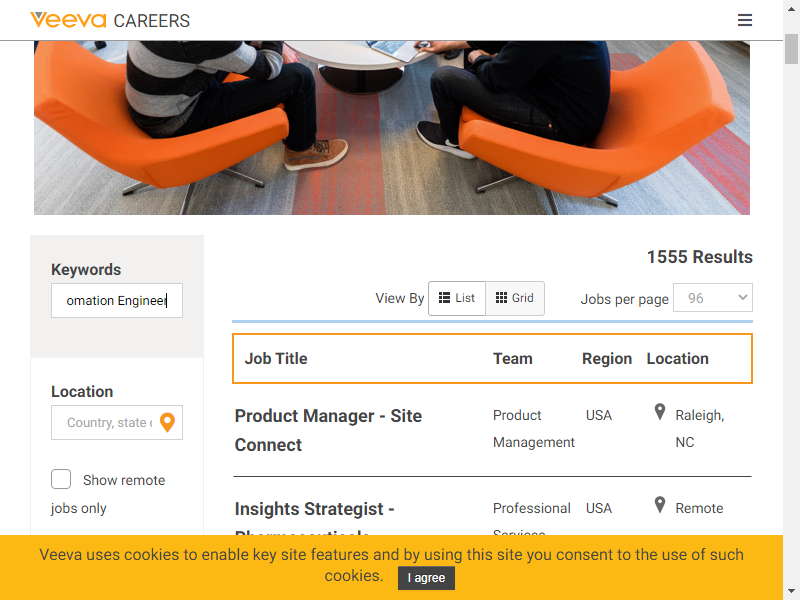 Veeva CAREERS
1555 Results
Keywords
omation Engineer
View By List Grid Jobs per page 96
Job Title Team Region Location
Location
Country, state
Show remote
jobs only
Product Manager - Site
Connect
Product
Management
USA
Raleigh,
NC
Insights Strategist -
Pharmaceuticals
Professional
Services
USA
Remote
Veeva uses cookies to enable key site features and by using this site you consent to the use of such
cookies. I agree